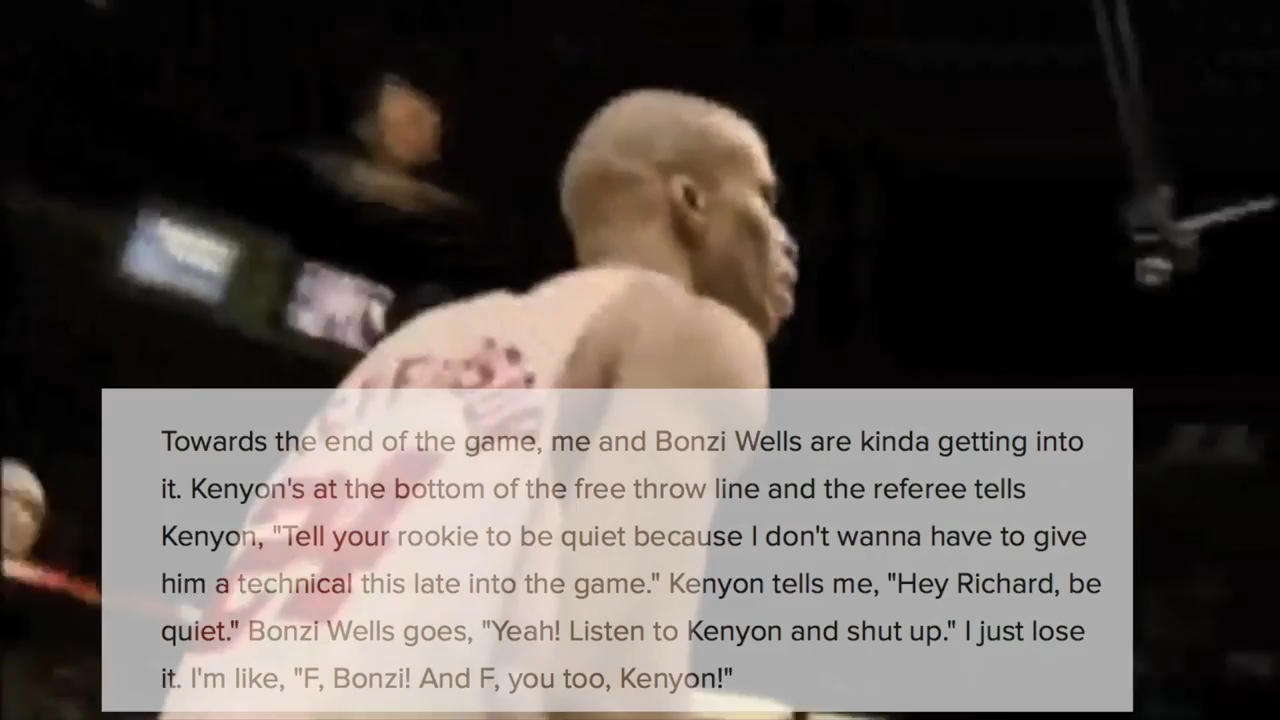 Towards the end of the game, me and Bonzi Wells are kinda getting into
it. Kenyon's at the bottom of the free throw line and the referee tells
Kenyon, "Tell your rookie to be quiet because I don't wanna have to give
him a technical this late into the game." Kenyon tells me, "Hey Richard, be
quiet." Bonzi Wells goes, "Yeah! Listen to Kenyon and shut up." I just lose
it. I'm like, "F, Bonzi! And F, you too, Kenyon!"